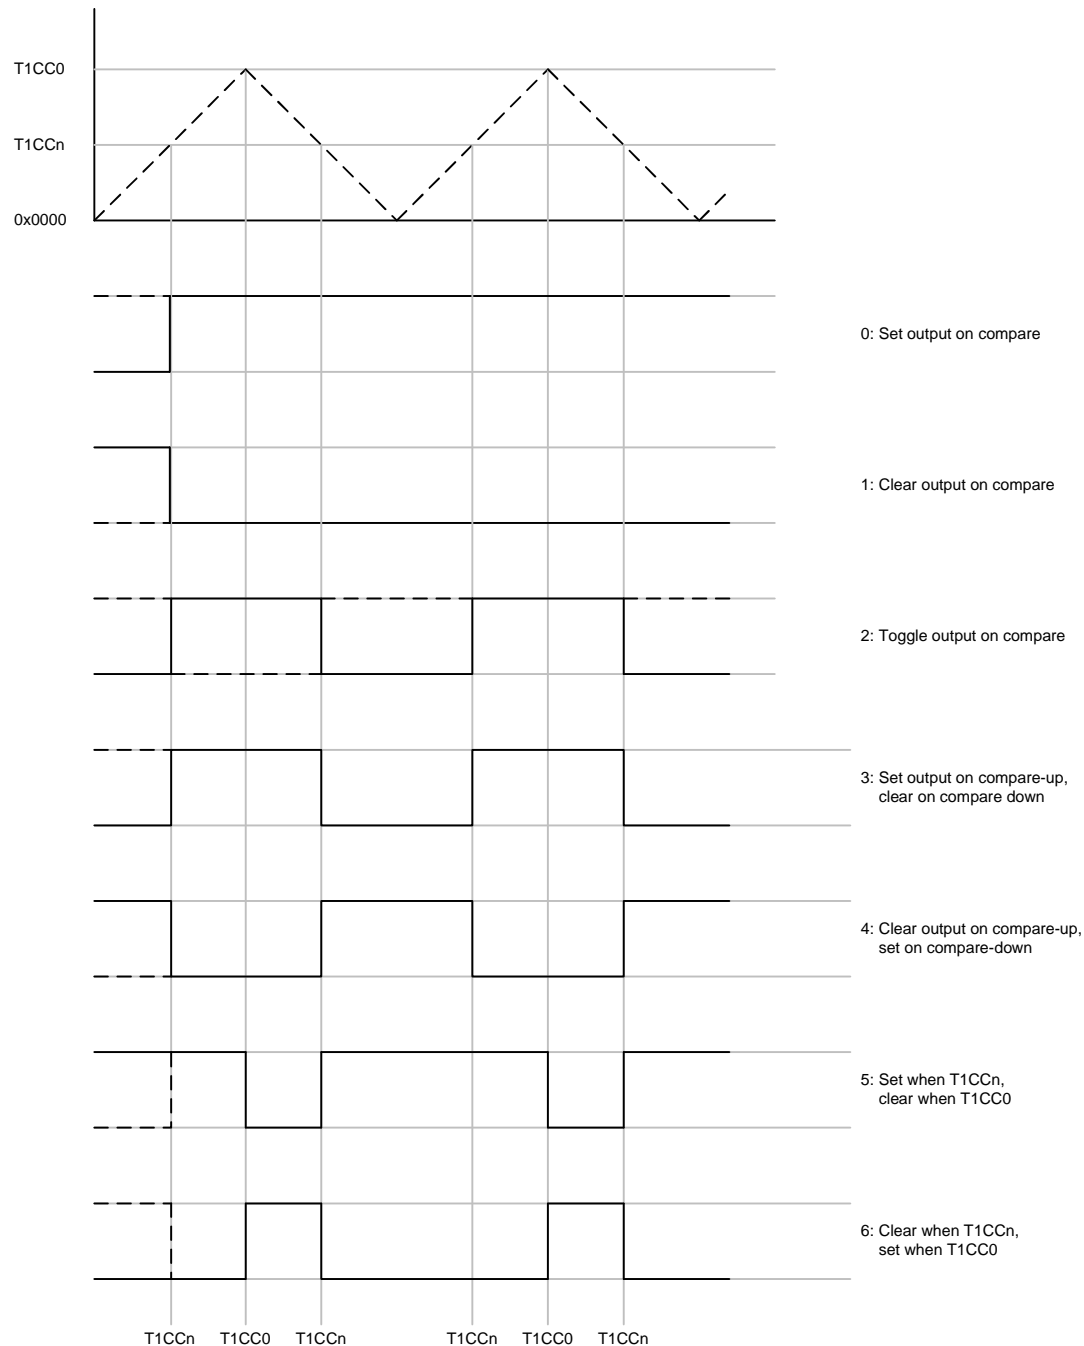 T1CC0
T1CCn
0x0000
0: Set output on compare
1: Clear output on compare
2: Toggle output on compare
3: Set output on compare-up,
clear on compare down
4: Clear output on compare-up,
set on compare-down
5: Set when T1CCn,
clear when T1CC0
6: Clear when T1CCn,
set when T1CC0
T1CCn T1CC0 T1CCn T1CCn T1CC0 T1CCn